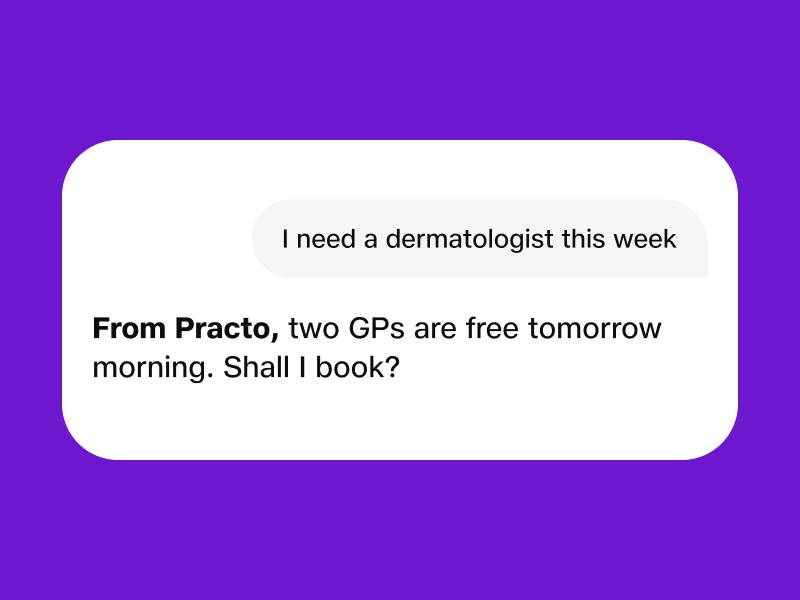 I need a dermatologist this week
From Practo, two GPs are free tomorrow
morning. Shall I book?